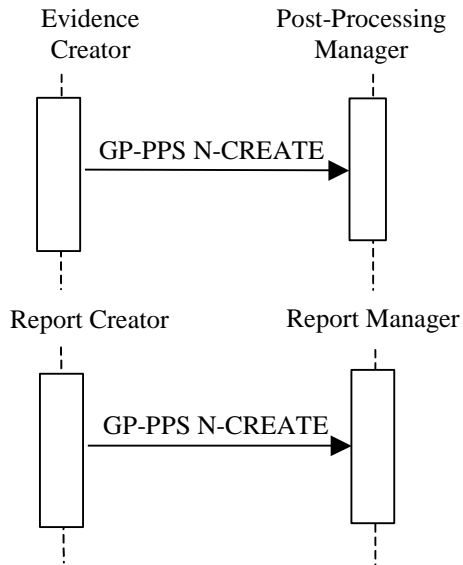 Evidence
Creator
Post-Processing
Manager
GP-PPS N-CREATE
Report Creator
Report Manager
GP-PPS N-CREATE